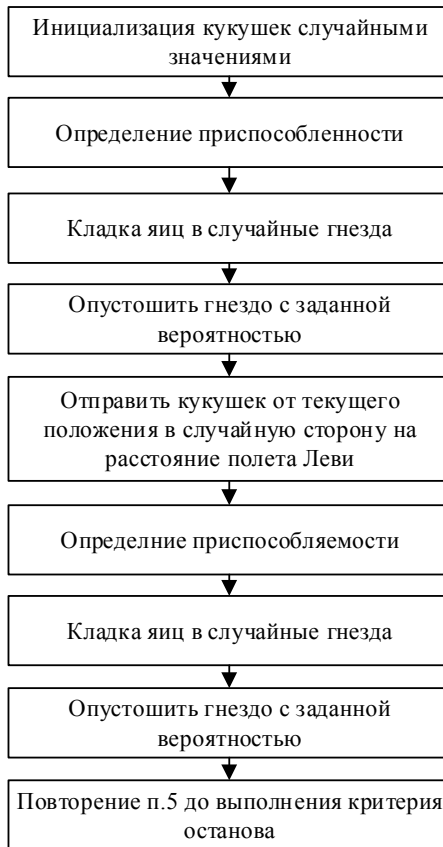 Инициализация кукушек случайными
значениями
Определение приспособленности
Кладка яиц в случайные гнезда
Опустошить гнездо с заданной
вероятностью
Отправить кукушек от текущего
положения в случайную сторону на
расстояние полета Леви
Определние приспособляемости
Кладка яиц в случайные гнезда
Опустошить гнездо с заданной
вероятностью
Повторение п.5 до выполнения критерия
останова